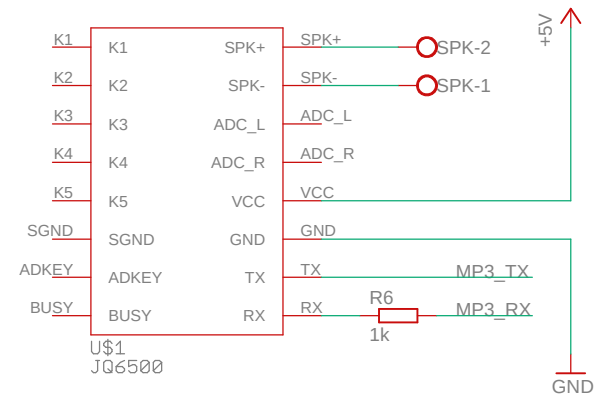 +5V
K1 K1 SPK+ SPK+ SPK-2
K2 K2 SPK- SPK- SPK-1
K3 K3 ADC_L ADC_L
K4 K4 ADC_R ADC_R
K5 K5 VCC VCC
SGND SGND GND GND
ADKEY ADKEY TX TX MP3_TX
BUSY BUSY RX RX R6 MP3_RX
1k
U$1
JQ6500
GND